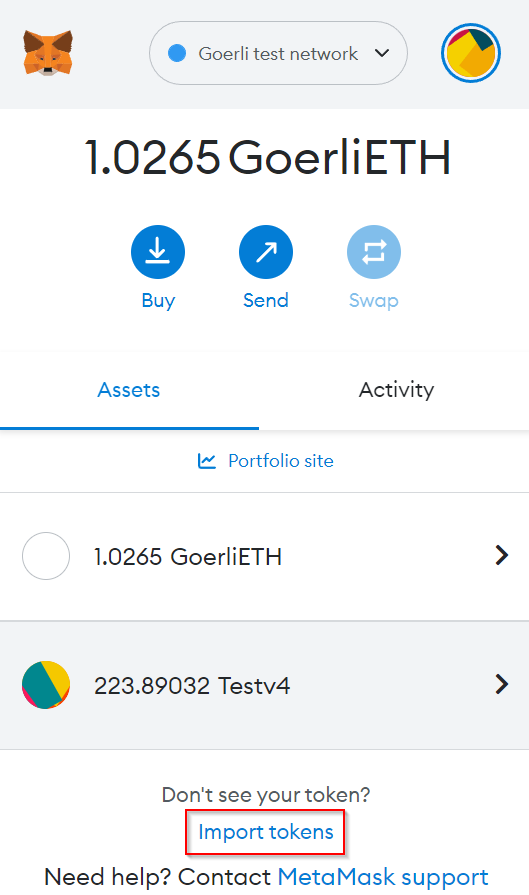 Goerli test network
1.0265 GoerliETH
Buy
Send
Swap
Assets
Activity
Portfolio site
1.0265 GoerliETH
223.89032 Testv4
Don't see your token?
Import tokens
Need help? Contact MetaMask support